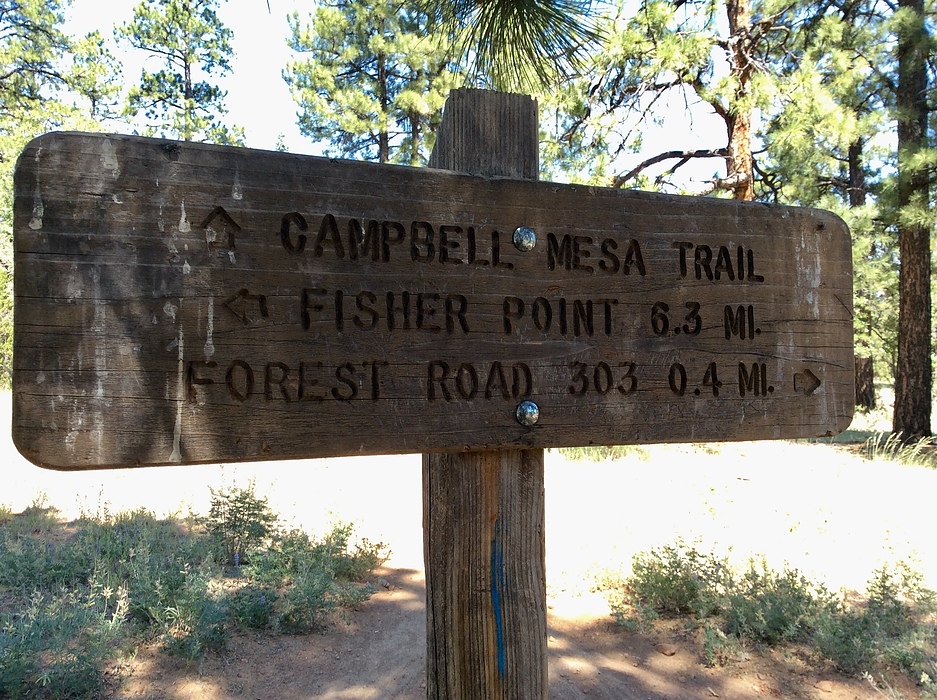 ↑ CAMPBELL MESA TRAIL
← FISHER POINT 6.3 MI.
FOREST ROAD 303 0.4 MI. →